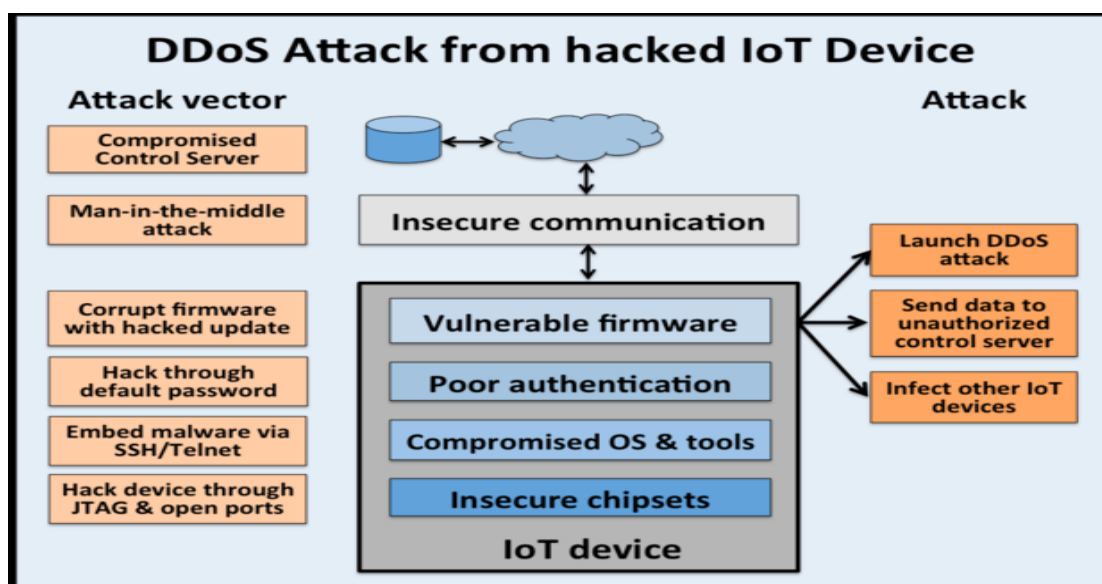 DDoS Attack from hacked IoT Device
Attack vector
Attack
Compromised
Control Server
Man-in-the-middle
attack
Insecure communication
Launch DDoS
attack
Corrupt firmware
with hacked update
Vulnerable firmware
Send data to
unauthorized
control server
Hack through
default password
Poor authentication
Infect other IoT
devices
Embed malware via
SSH/Telnet
Compromised OS & tools
Hack device through
JTAG & open ports
Insecure chipsets
IoT device